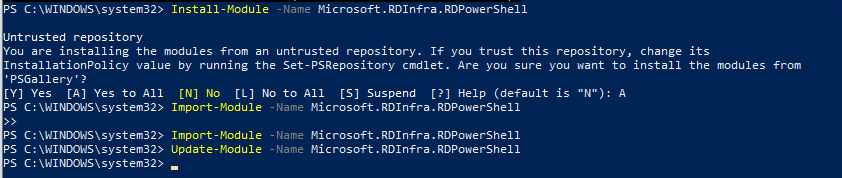 PS C:\WINDOWS\system32> Install-Module -Name Microsoft.RDInfra.RDPowerShell
Untrusted repository
You are installing the modules from an untrusted repository. If you trust this repository, change its
InstallationPolicy value by running the Set-PSRepository cmdlet. Are you sure you want to install the modules from
'PSGallery'?
[Y] Yes  [A] Yes to All  [N] No  [L] No to All  [S] Suspend  [?] Help (default is "N"): A
PS C:\WINDOWS\system32> Import-Module -Name Microsoft.RDInfra.RDPowerShell
>>
PS C:\WINDOWS\system32> Import-Module -Name Microsoft.RDInfra.RDPowerShell
PS C:\WINDOWS\system32> Update-Module -Name Microsoft.RDInfra.RDPowerShell
PS C:\WINDOWS\system32>